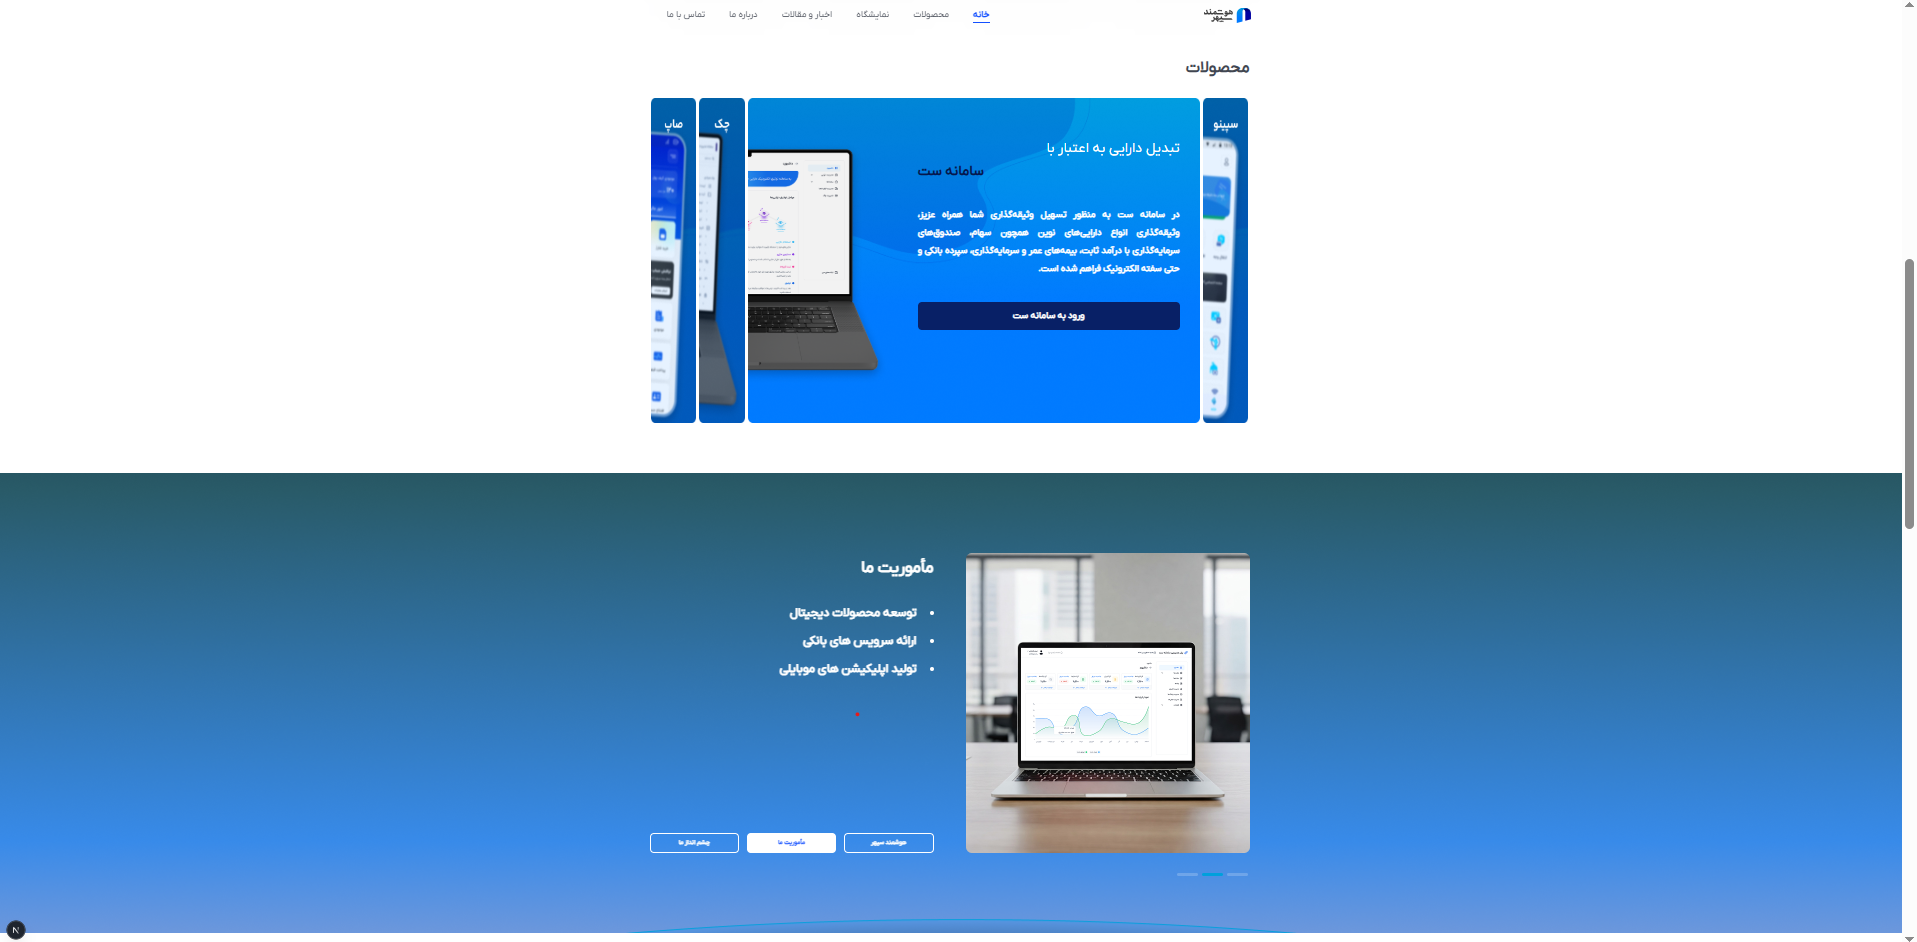 هوشمند
سپهر
خانه
محصولات
نمایشگاه
اخبار و مقالات
درباره ما
تماس با ما
محصولات
سپینو
تبدیل دارایی به اعتبار با
سامانه ست
در سامانه ست به منظور تسهیل وثیقه‌گذاری شما همراه عزیز،
وثیقه‌گذاری انواع دارایی‌های نوین همچون سهام، صندوق‌های
سرمایه‌گذاری با درآمد ثابت، بیمه‌های عمر و سرمایه‌گذاری، سپرده بانکی و
حتی سفته الکترونیک فراهم شده است.
ورود به سامانه ست
چک
صاپ
مأموریت ما
• توسعه محصولات دیجیتال
• ارائه سرویس های بانکی
• تولید اپلیکیشن های موبایلی
هوشمند سپهر
مأموریت ما
چشم انداز ما
N